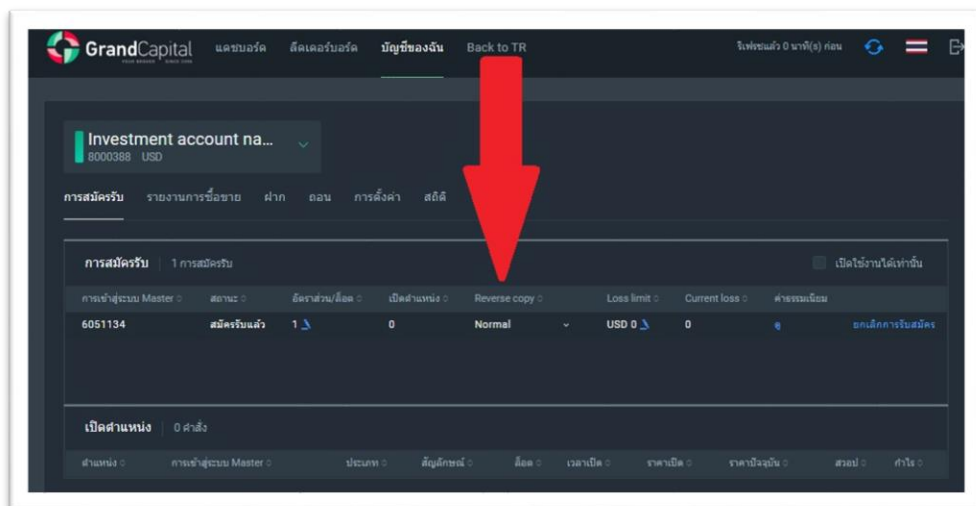 GrandCapital แดชบอร์ด ลีดเดอร์บอร์ด บัญชีของฉัน Back to TR รีเฟรชแล้ว 0 นาที(s) ก่อน
YOUR BROKER SINCE 2006
Investment account na...
8000388 USD
การสมัครรับ รายงานการซื้อขาย ฝาก ถอน การตั้งค่า สถิติ
การสมัครรับ 1 การสมัครรับ เปิดใช้งานได้เท่านั้น
การเข้าสู่ระบบ Master สถานะ อัตราส่วน/ล็อต เปิดตำแหน่ง Reverse copy Loss limit Current loss ค่าธรรมเนียม
6051134 สมัครรับแล้ว 1 0 Normal USD 0 0 ดู ยกเลิกการรับสมัคร
เปิดตำแหน่ง 0 คำสั่ง
ตำแหน่ง การเข้าสู่ระบบ Master ประเภท สัญลักษณ์ ล็อต เวลาเปิด ราคาเปิด ราคาปัจจุบัน สวอป กำไร